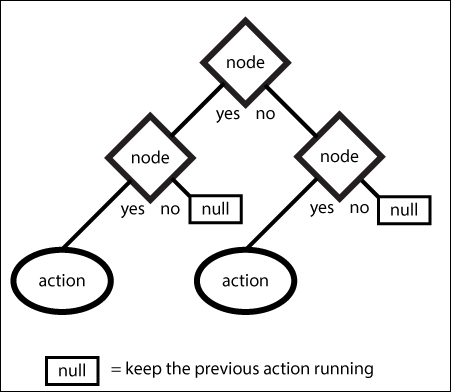 node
yes no
node
node
yes no
null
yes no
null
action
action
null = keep the previous action running